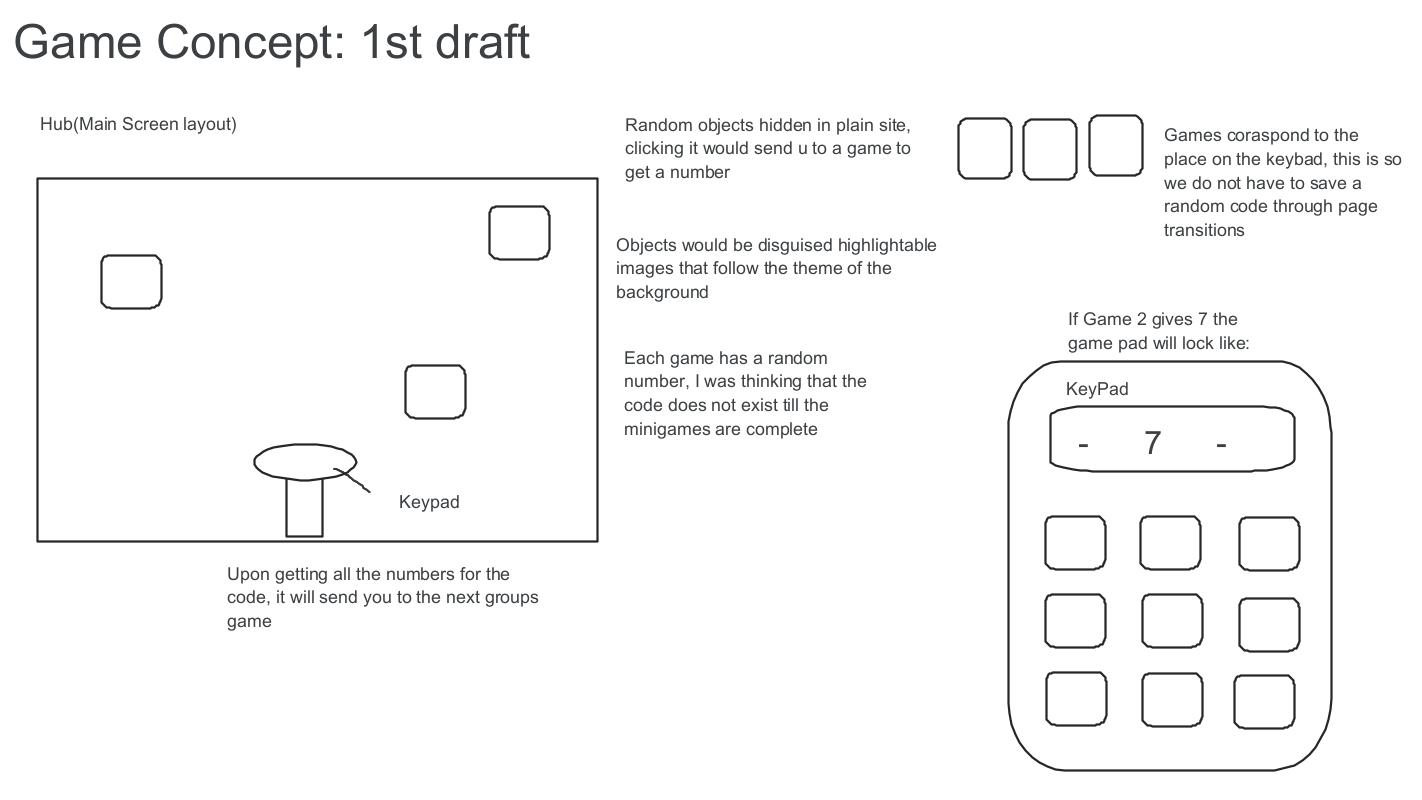 Game Concept: 1st draft
Hub(Main Screen layout)
Random objects hidden in plain site,
clicking it would send u to a game to
get a number
Games coraspond to the
place on the keybad, this is so
we do not have to save a
random code through page
transitions
Objects would be disguised highlightable
images that follow the theme of the
background
Each game has a random
number, I was thinking that the
code does not exist till the
minigames are complete
If Game 2 gives 7 the
game pad will lock like:
KeyPad
- 7 -
Keypad
Upon getting all the numbers for the
code, it will send you to the next groups
game